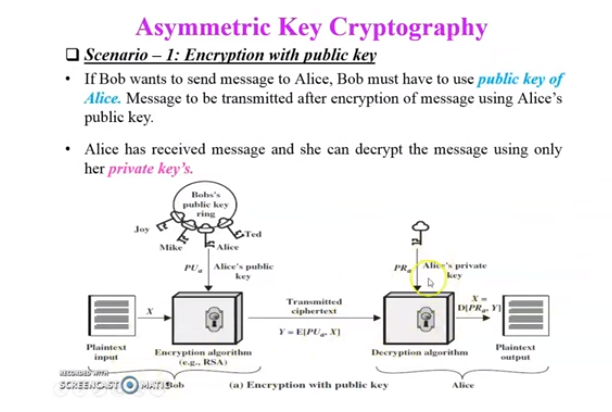 Asymmetric Key Cryptography
Scenario – 1: Encryption with public key
• If Bob wants to send message to Alice, Bob must have to use public key of
Alice. Message to be transmitted after encryption of message using Alice's
public key.
• Alice has received message and she can decrypt the message using only
her private key's.
Bobs's
public key
ring
Joy
Ted
Mike
Alice
PUa
Alice's public
key
PRa
Alice's private
key
X
Transmitted
ciphertext
X =
D[PRa, Y]
Y = E[PUa, X]
Plaintext
input
Encryption algorithm
(e.g., RSA)
Decryption algorithm
Plaintext
output
RECORDED WITH
SCREENCAST MATIC
Bob
(a) Encryption with public key
Alice